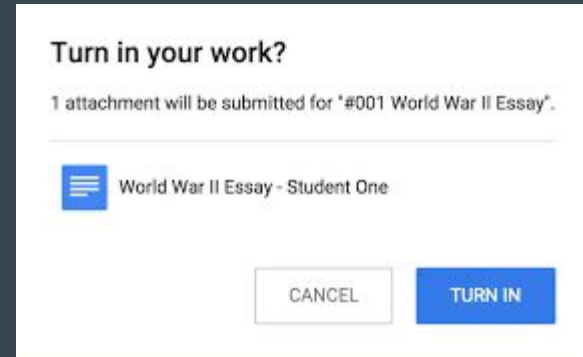 Turn in your work?
1 attachment will be submitted for "#001 World War II Essay".
World War II Essay - Student One
CANCEL
TURN IN